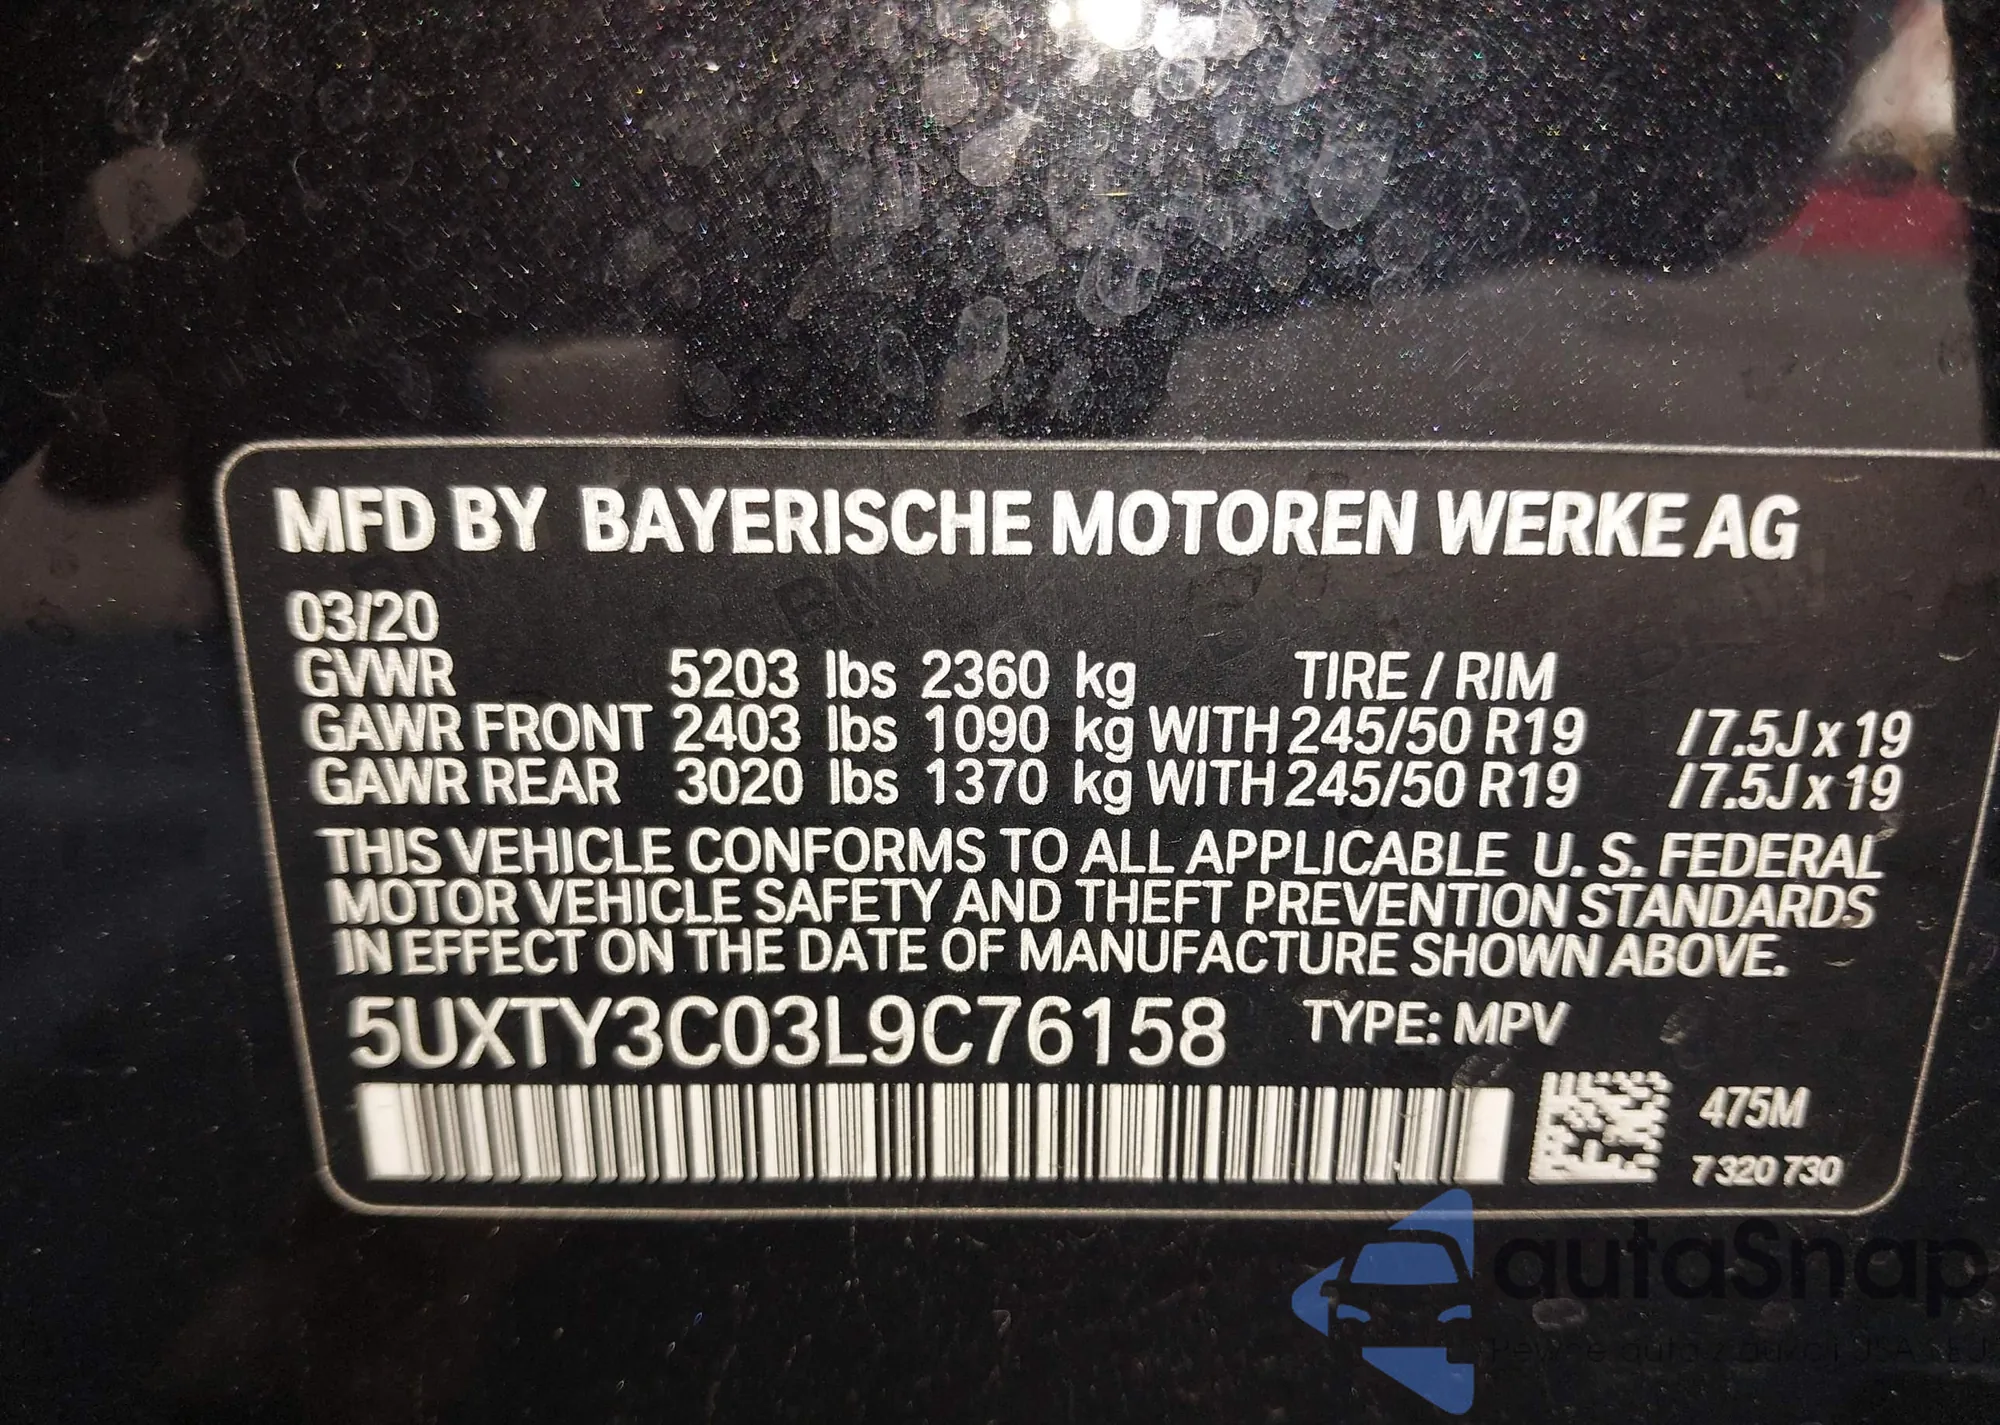 MFD BY BAYERISCHE MOTOREN WERKE AG
03/20
GVWR 5203 lbs 2360 kg TIRE / RIM
GAWR FRONT 2403 lbs 1090 kg WITH 245/50 R19 /7.5J x 19
GAWR REAR 3020 lbs 1370 kg WITH 245/50 R19 /7.5J x 19
THIS VEHICLE CONFORMS TO ALL APPLICABLE U. S. FEDERAL
MOTOR VEHICLE SAFETY AND THEFT PREVENTION STANDARDS
IN EFFECT ON THE DATE OF MANUFACTURE SHOWN ABOVE.
5UXTY3C03L9C76158 TYPE: MPV
475M
7 320 730
autoSnap